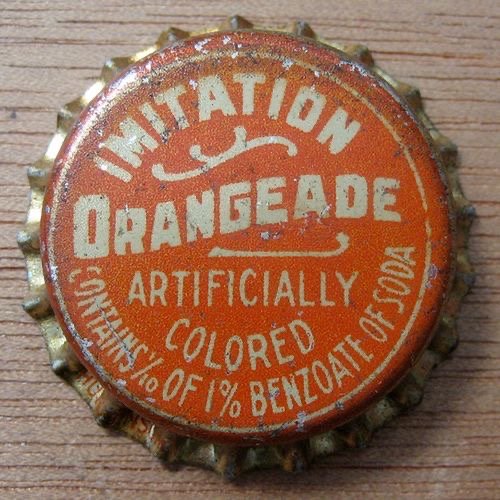 IMITATION
ORANGEADE
ARTIFICIALLY
COLORED
CONTAINS 1/10 OF 1% BENZOATE OF SODA